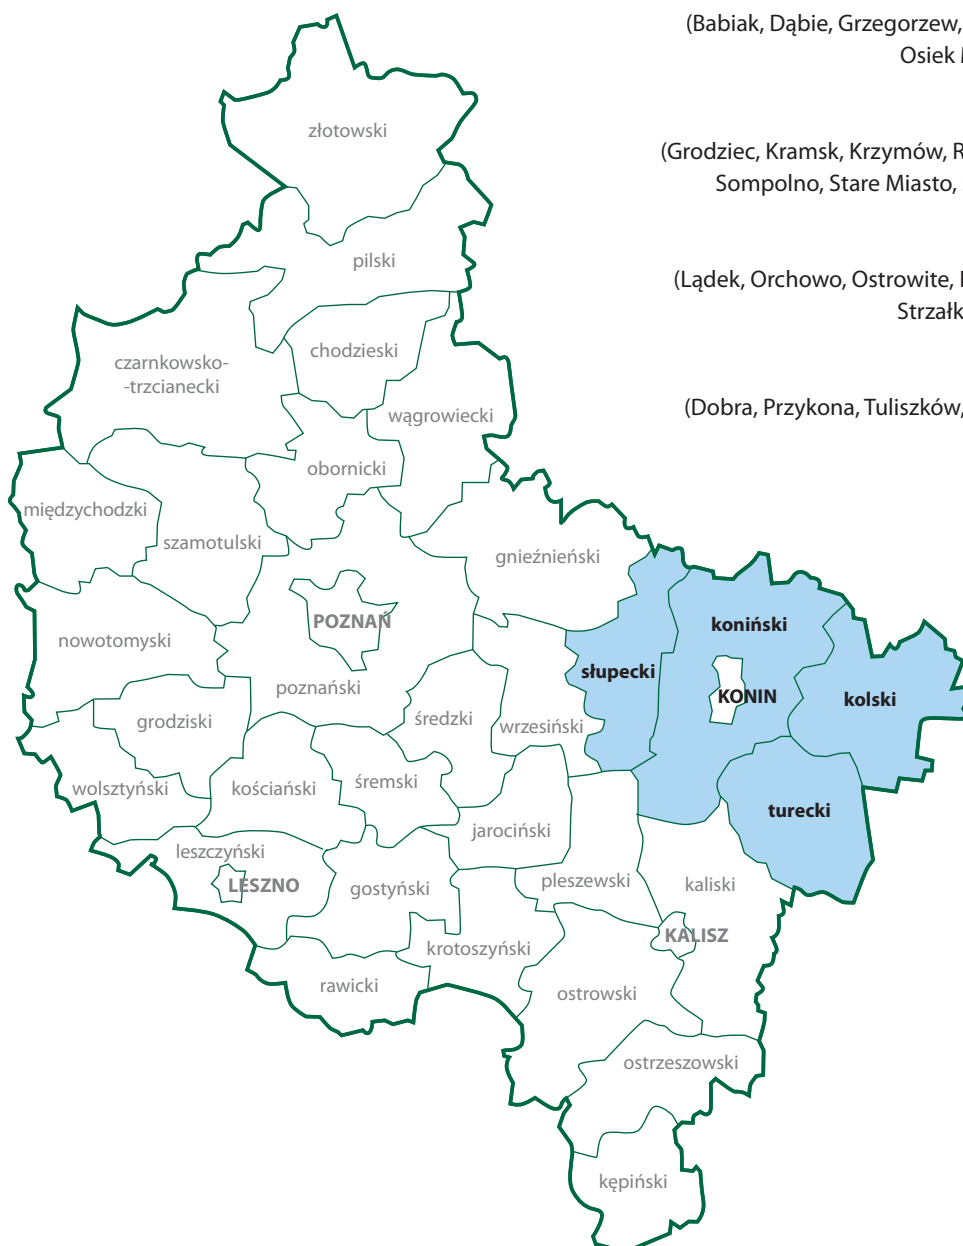 (Babiak, Dąbie, Grzegorzew,
Osiek
złotowski
(Grodziec, Kramsk, Krzymów,
Sompolno, Stare Miasto,
pilski
(Lądek, Orchowo, Ostrowite,
Strzałk
chodzieski
czarnkowsko-
-trzcianecki
(Dobra, Przykona, Tuliszków,
wągrowiecki
obornicki
międzychodzki
szamotulski
gnieźnieński
POZNAŃ
koniński
nowotomyski
słupecki
poznański
KONIN
kolski
średzki
grodziski
wrzesiński
wolsztyński
kościański
śremski
turecki
jarociński
leszczyński
LESZNO
gostyński
pleszewski
kaliski
KALISZ
krotoszyński
rawicki
ostrowski
ostrzeszowski
kępiński